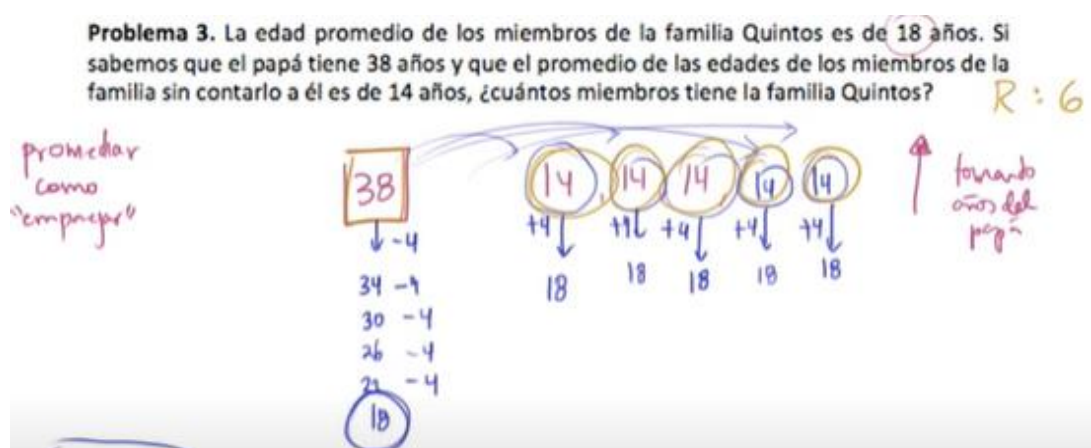 Problema 3. La edad promedio de los miembros de la familia Quintos es de 18 años. Si
sabemos que el papá tiene 38 años y que el promedio de las edades de los miembros de la
familia sin contarlo a él es de 14 años, ¿cuántos miembros tiene la familia Quintos?
R : 6
promediar
como
"emparejar"
38
14, 14 14 14 14
tomando
años del
papá
-4
+4 +4 +4 +4 +4
18 18 18 18 18
34 -4
30 -4
26 -4
22 -4
18